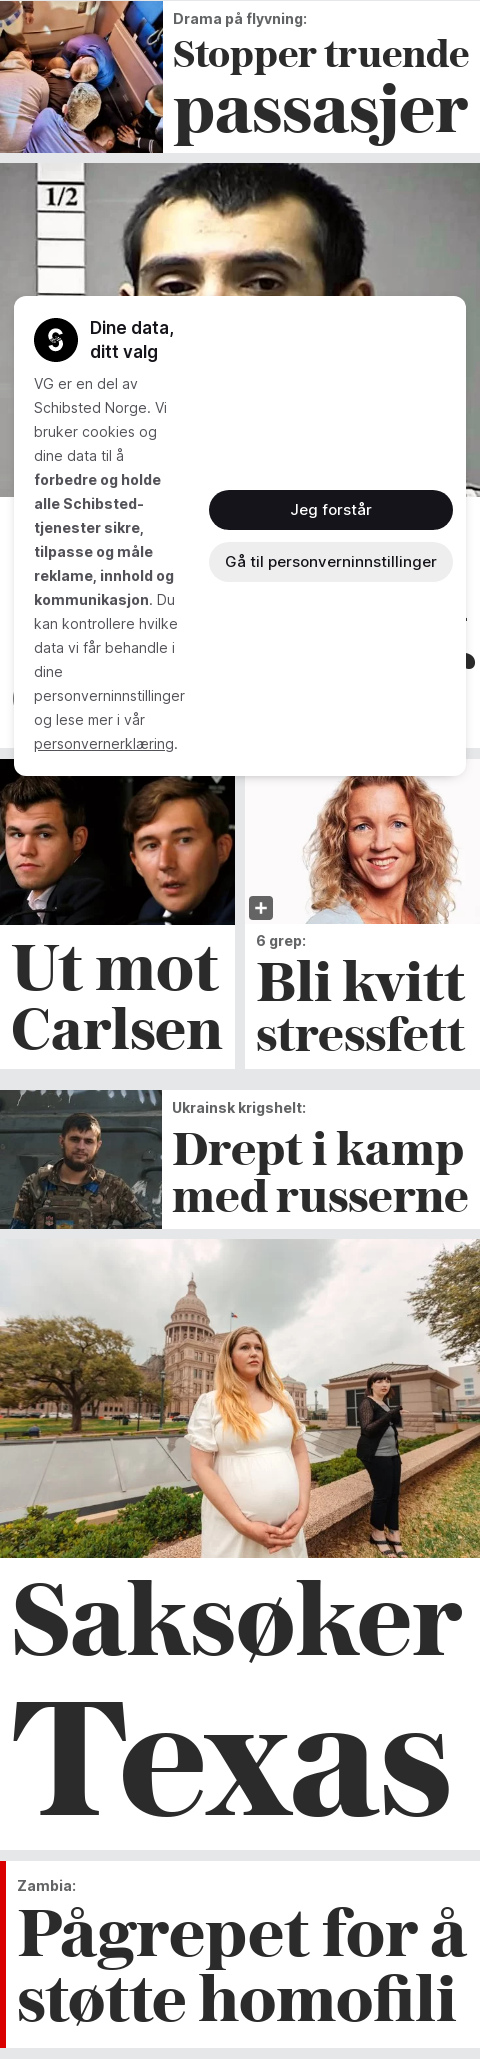 Drama på flyvning:
Stopper truende
passasjer
1/2
Dine data,
ditt valg
VG er en del av
Schibsted Norge. Vi
bruker cookies og
dine data til å
forbedre og holde
alle Schibsted-
tjenester sikre,
tilpasse og måle
reklame, innhold og
kommunikasjon. Du
kan kontrollere hvilke
data vi får behandle i
dine
personverninnstillinger
og lese mer i vår
personvernerklæring.
Jeg forstår
Gå til personverninnstillinger
Ut mot
Carlsen
6 grep:
Bli kvitt
stressfett
Ukrainsk krigshelt:
Drept i kamp
med russerne
Saksøker
Texas
Zambia:
Pågrepet for å
støtte homofili